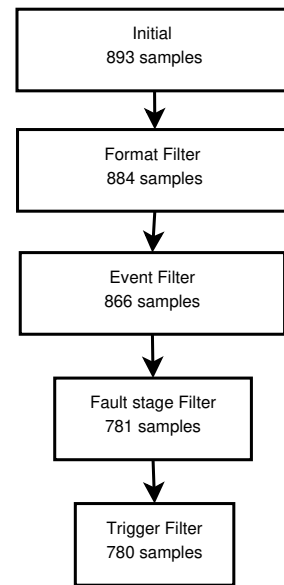 Initial
893 samples
Format Filter
884 samples
Event Filter
866 samples
Fault stage Filter
781 samples
Trigger Filter
780 samples